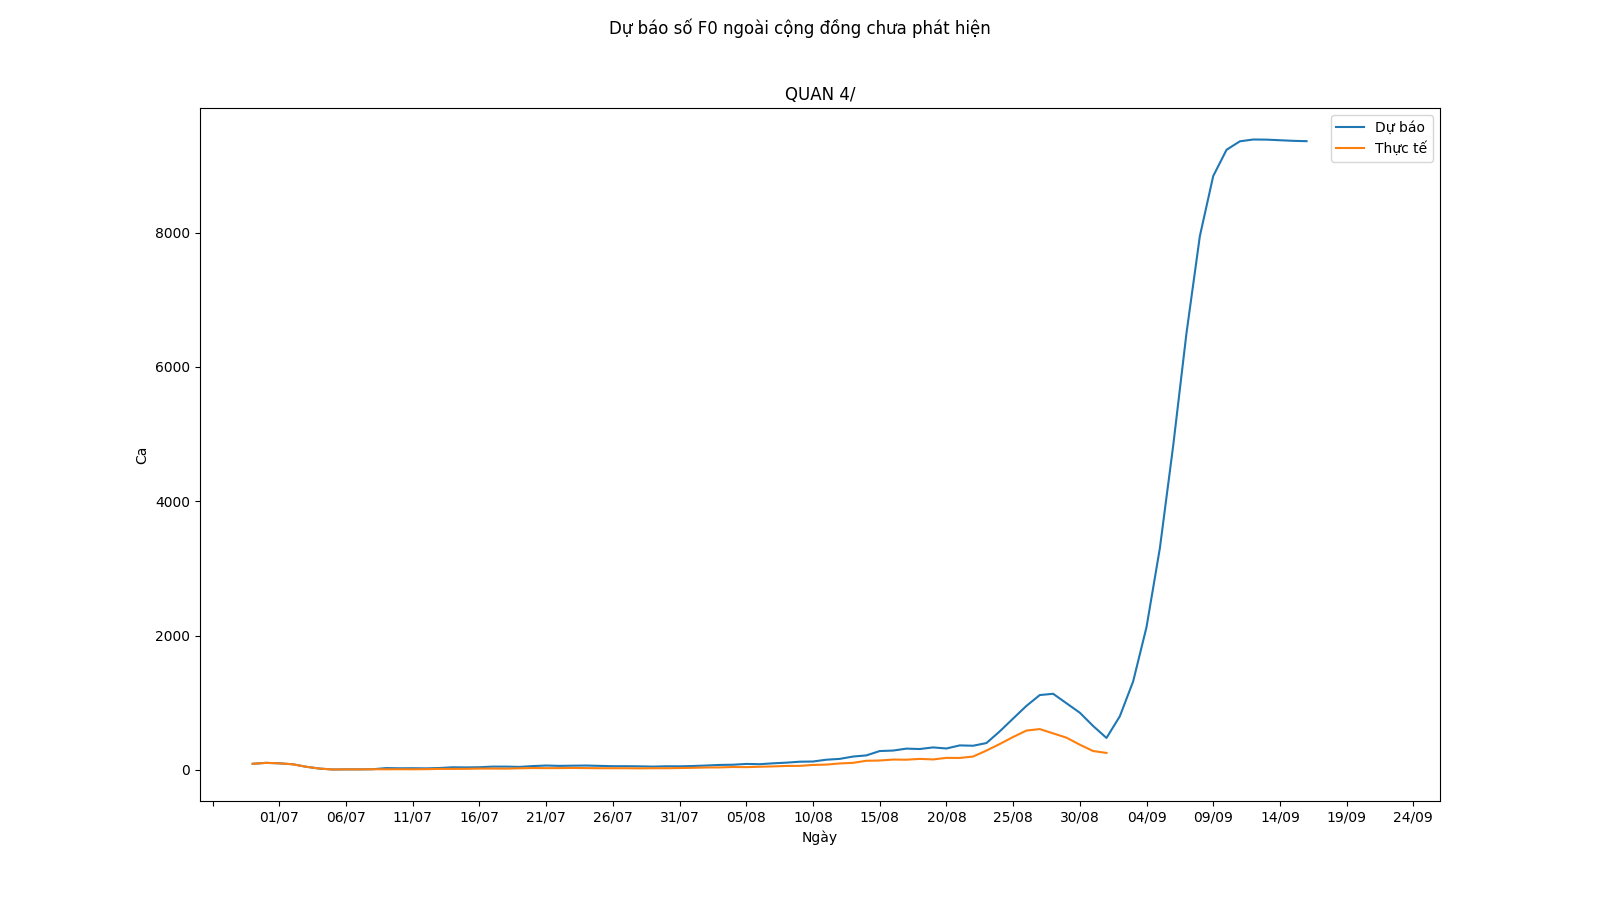 Dự báo số F0 ngoài cộng đồng chưa phát hiện
QUAN 4/
Dự báo
Thực tế
8000
6000
4000
2000
0
Ca
01/07 06/07 11/07 16/07 21/07 26/07 31/07 05/08 10/08 15/08 20/08 25/08 30/08 04/09 09/09 14/09 19/09 24/09
Ngày